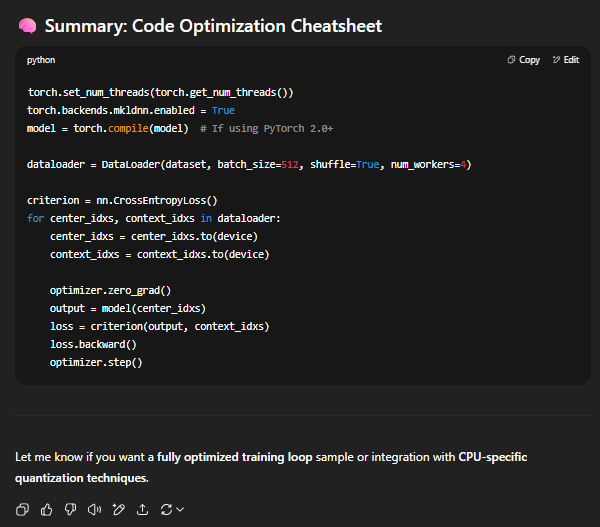 Summary: Code Optimization Cheatsheet
python
Copy
Edit
torch.set_num_threads(torch.get_num_threads())
torch.backends.mkldnn.enabled = True
model = torch.compile(model)  # If using PyTorch 2.0+
dataloader = DataLoader(dataset, batch_size=512, shuffle=True, num_workers=4)
criterion = nn.CrossEntropyLoss()
for center_idxs, context_idxs in dataloader:
    center_idxs = center_idxs.to(device)
    context_idxs = context_idxs.to(device)
    optimizer.zero_grad()
    output = model(center_idxs)
    loss = criterion(output, context_idxs)
    loss.backward()
    optimizer.step()
Let me know if you want a fully optimized training loop sample or integration with CPU-specific
quantization techniques.